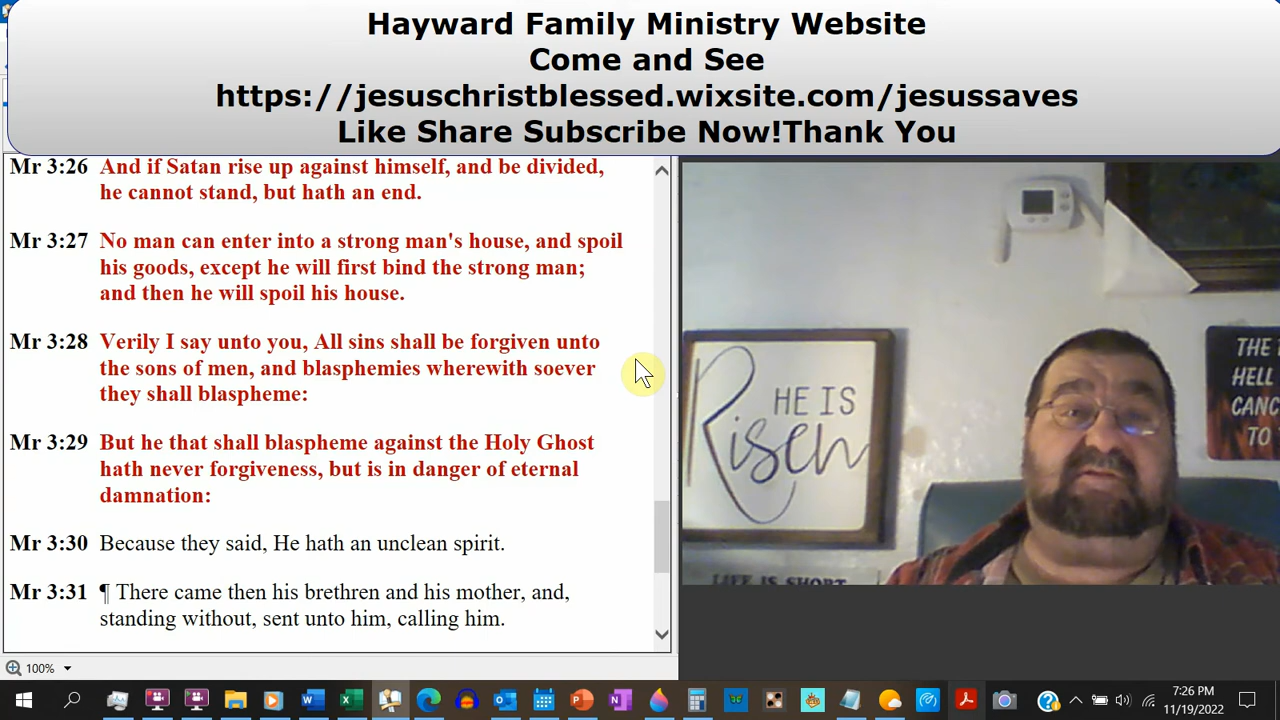 Hayward Family Ministry Website
Come and See
https://jesuschristblessed.wixsite.com/jesussaves
Like Share Subscribe Now!Thank You
Mr 3:26 And if Satan rise up against himself, and be divided,
he cannot stand, but hath an end.
Mr 3:27 No man can enter into a strong man's house, and spoil
his goods, except he will first bind the strong man;
and then he will spoil his house.
Mr 3:28 Verily I say unto you, All sins shall be forgiven unto
the sons of men, and blasphemies wherewith soever
they shall blaspheme:
Mr 3:29 But he that shall blaspheme against the Holy Ghost
hath never forgiveness, but is in danger of eternal
damnation:
Mr 3:30 Because they said, He hath an unclean spirit.
Mr 3:31 ¶ There came then his brethren and his mother, and,
standing without, sent unto him, calling him.
100%
HE IS
Risen
LIFE IS SHORT
THE
HELL
CANC
TO
7:26 PM
11/19/2022